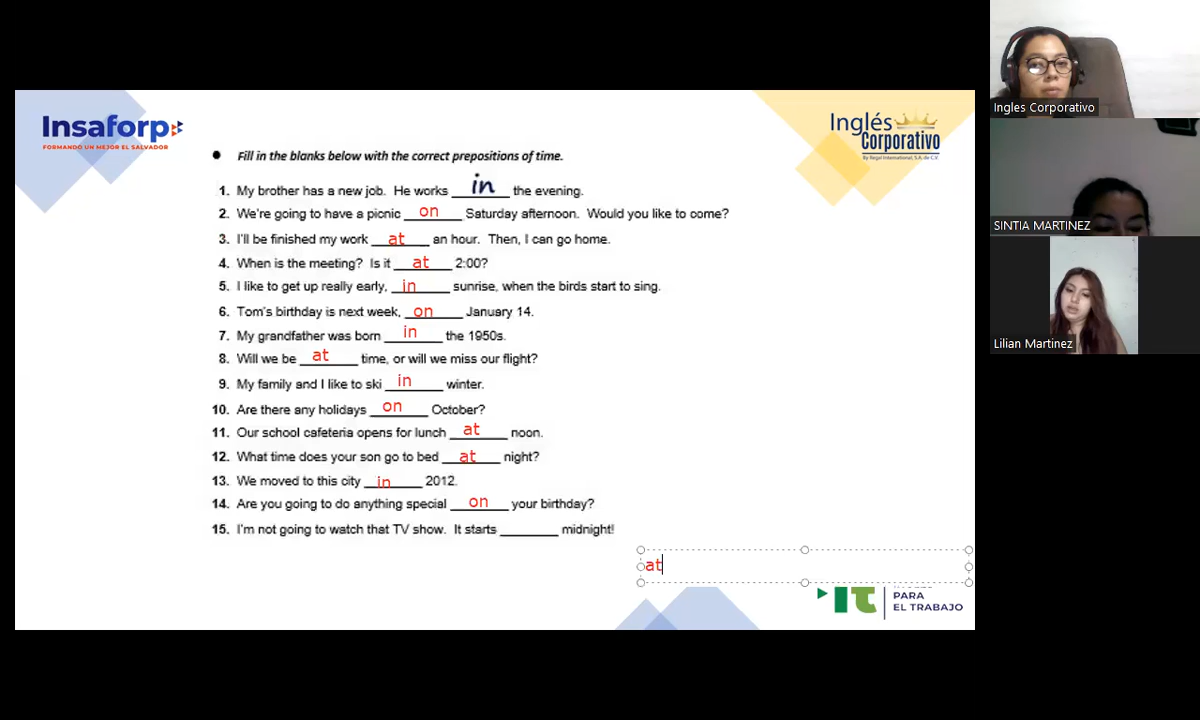 Insaforp
FORMANDO UN MEJOR EL SALVADOR
Inglés
Corporativo
By Regal International, S.A. de C.V.
Fill in the blanks below with the correct prepositions of time.
1. My brother has a new job. He works in the evening.
2. We're going to have a picnic on Saturday afternoon. Would you like to come?
3. I'll be finished my work at an hour. Then, I can go home.
4. When is the meeting? Is it at 2:00?
5. I like to get up really early, in sunrise, when the birds start to sing.
6. Tom's birthday is next week, on January 14.
7. My grandfather was born in the 1950s.
8. Will we be at time, or will we miss our flight?
9. My family and I like to ski in winter.
10. Are there any holidays on October?
11. Our school cafeteria opens for lunch at noon.
12. What time does your son go to bed at night?
13. We moved to this city in 2012.
14. Are you going to do anything special on your birthday?
15. I'm not going to watch that TV show. It starts ________ midnight!
at
PARA
EL TRABAJO
Ingles Corporativo
SINTIA MARTINEZ
Lilian Martinez